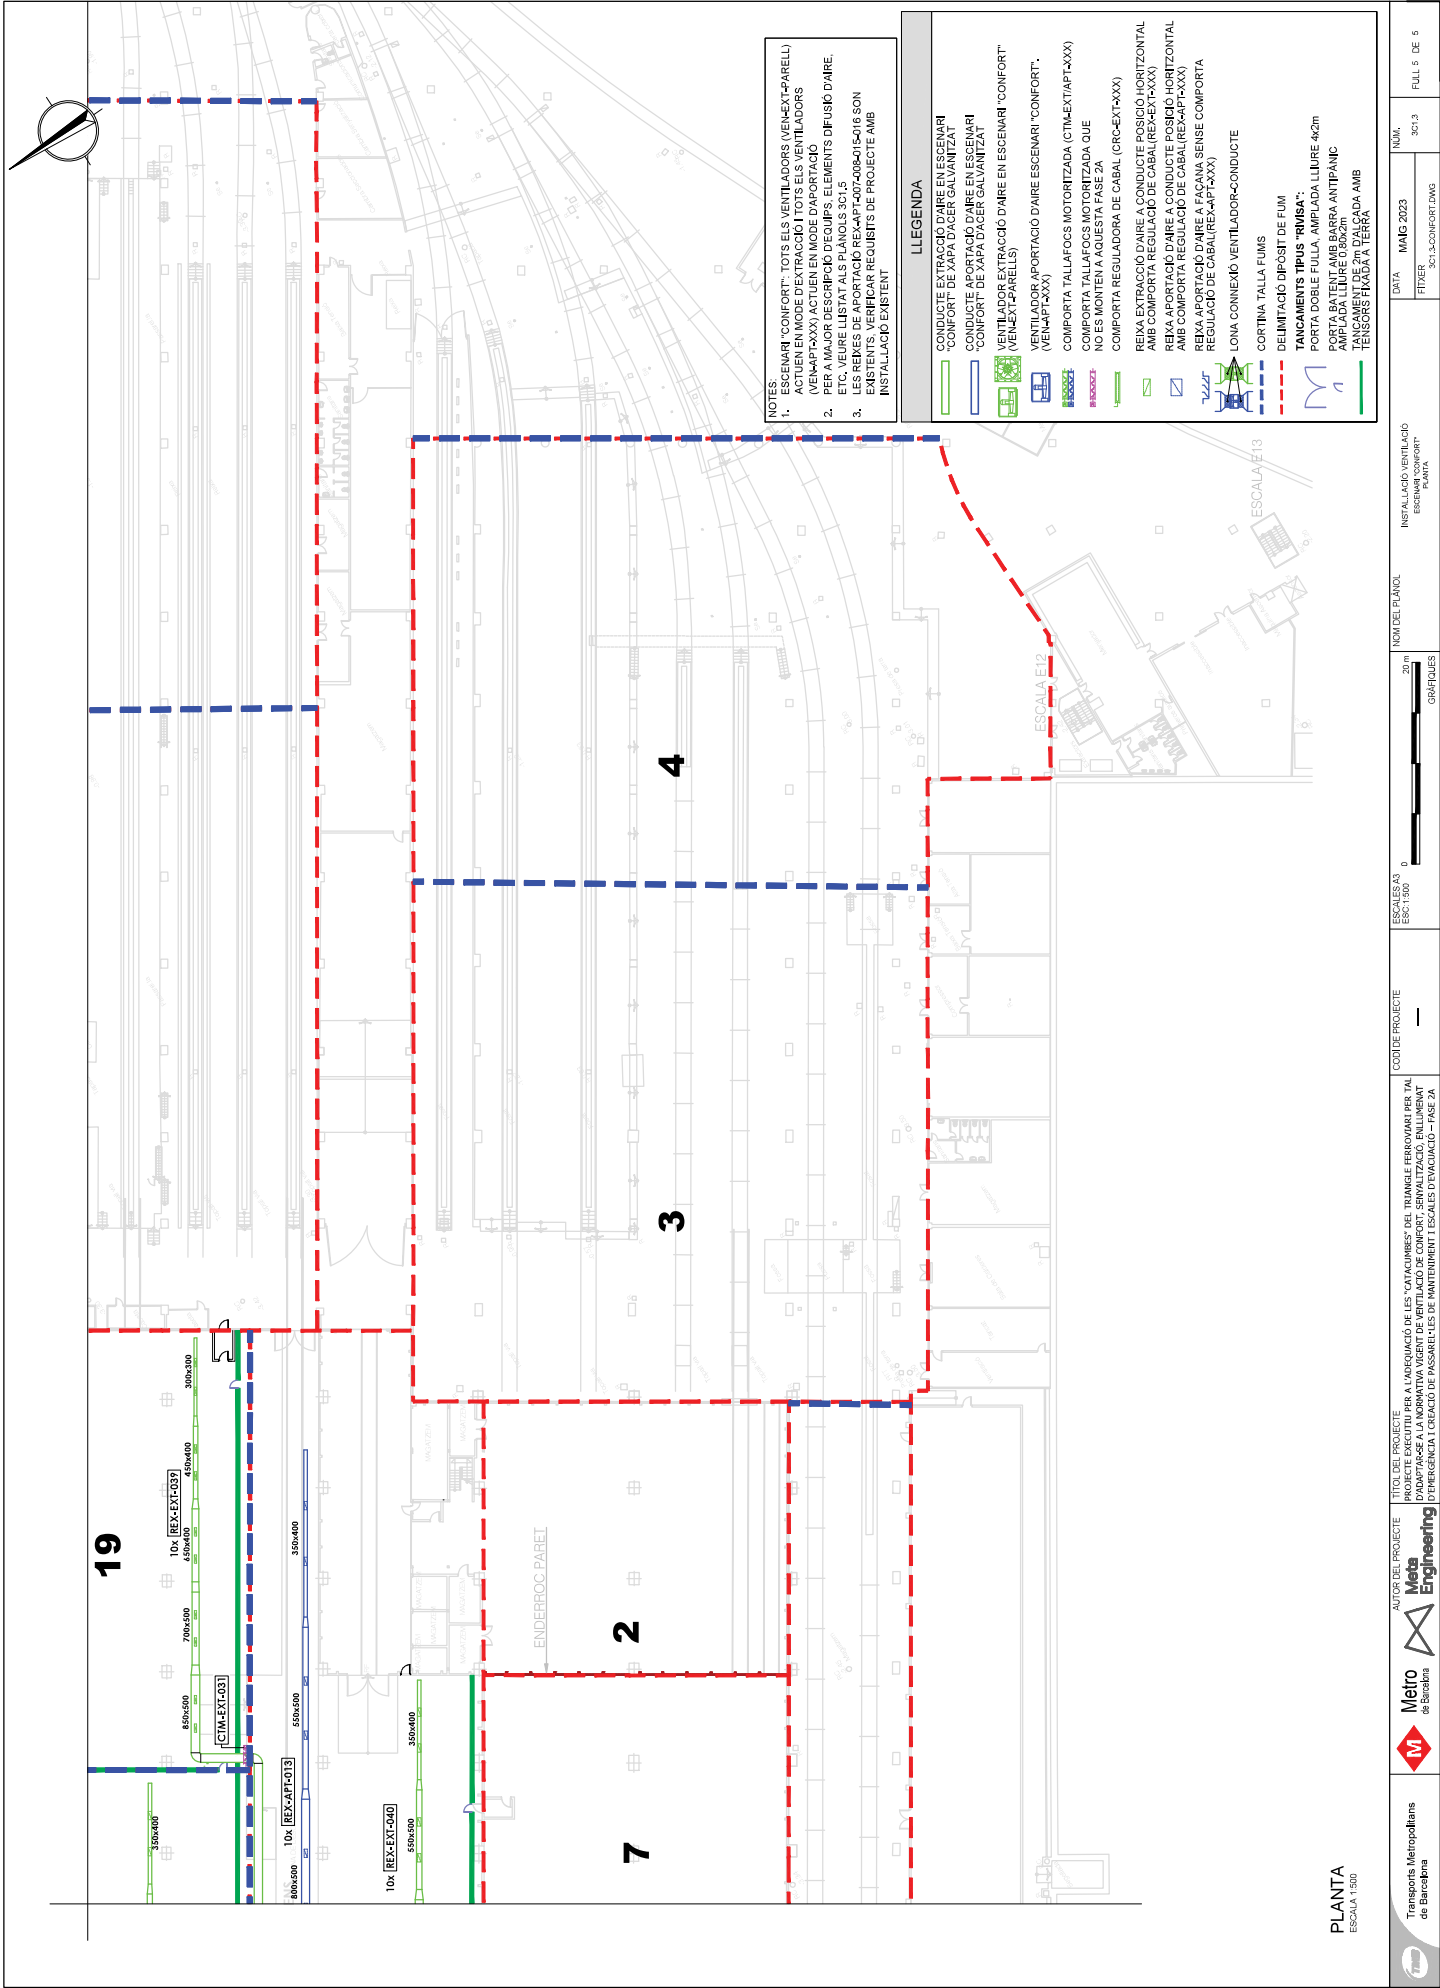 NOTES:
1. ESCENARI "CONFORT": TOTS ELS VENTILADORS (VEN-EXT-PARELL)
ACTUEN EN MODE D'EXTRACCIÓ I TOTS ELS VENTILADORS
(VEN-APT-XXX) ACTUEN EN MODE D'APORTACIÓ
2. PER A MAJOR DESCRIPCIÓ D'EQUIPS, ELEMENTS DIFUSIÓ D'AIRE,
ETC, VEURE LLISTAT ALS PLÀNOLS 3C1,5
3. LES REIXES DE APORTACIÓ REX-APT-007-008-015-016 SON
EXISTENTS, VERIFICAR REQUISITS DE PROJECTE AMB
INSTAL·LACIÓ EXISTENT
LLEGENDA
CONDUCTE EXTRACCIÓ D'AIRE EN ESCENARI
"CONFORT" DE XAPA D'ACER GALVANITZAT
CONDUCTE APORTACIÓ D'AIRE EN ESCENARI
"CONFORT" DE XAPA D'ACER GALVANITZAT
VENTILADOR EXTRACCIÓ D'AIRE EN ESCENARI "CONFORT"
(VEN-EXT-PARELLS)
VENTILADOR APORTACIÓ D'AIRE ESCENARI "CONFORT".
(VEN-APT-XXX)
COMPORTA TALLAFOCS MOTORITZADA (CTM-EXT/APT-XXX)
COMPORTA TALLAFOCS MOTORITZADA QUE
NO ES MONTEN A AQUESTA FASE 2A
COMPORTA REGULADORA DE CABAL (CRC-EXT-XXX)
REIXA EXTRACCIÓ D'AIRE A CONDUCTE POSICIÓ HORITZONTAL
AMB COMPORTA REGULACIÓ DE CABAL(REX-EXT-XXX)
REIXA APORTACIÓ D'AIRE A CONDUCTE POSICIÓ HORITZONTAL
AMB COMPORTA REGULACIÓ DE CABAL(REX-APT-XXX)
REIXA APORTACIÓ D'AIRE A FAÇANA SENSE COMPORTA
REGULACIÓ DE CABAL(REX-APT-XXX)
LONA CONNEXIÓ VENTILADOR-CONDUCTE
CORTINA TALLA FUMS
DELIMITACIÓ DIPÒSIT DE FUM
TANCAMENTS TIPUS "RIVISA":
PORTA DOBLE FULLA, AMPLADA LLIURE 4x2m
PORTA BATENT AMB BARRA ANTIPÀNIC
AMPLADA LLIURE 0,80x2m
TANCAMENT DE 2m D'ALÇADA AMB
TENSORS FIXADA A TERRA
19
3
4
2
7
300x300
450x400
10x REX-EXT-039
650x400
700x500
850x500
CTM-EXT-031
350x400
350x400
550x500
10x REX-APT-013
800x500
350x400
550x500
10x REX-EXT-040
ENDERROC PARET
ESCALA E12
ESCALA E13
PLANTA
ESCALA 1:500
Transports Metropolitans
de Barcelona
TMB
M
Metro
de Barcelona
AUTOR DEL PROJECTE
Meta
Engineering
TÍTOL DEL PROJECTE
PROJECTE EXECUTIU PER A L'ADEQUACIÓ DE LES "CATACUMBES" DEL TRIANGLE FERROVIARI PER TAL
D'ADAPTAR-SE A LA NORMATIVA VIGENT DE VENTILACIÓ DE CONFORT, SENYALITZACIÓ, ENLLUMENAT
D'EMERGÈNCIA I CREACIÓ DE PASSAREL·LES DE MANTENIMENT I ESCALES D'EVACUACIÓ – FASE 2A
CODI DE PROJECTE
ESCALES A3
ESC:1:500
0
20 m
GRÀFIQUES
NOM DEL PLÀNOL
INSTAL.LACIÓ VENTILACIÓ
ESCENARI "CONFORT"
PLANTA
DATA
MAIG 2023
FITXER
3C1.3-CONFORT.DWG
NÚM.
3C1.3
FULL 5 DE 5